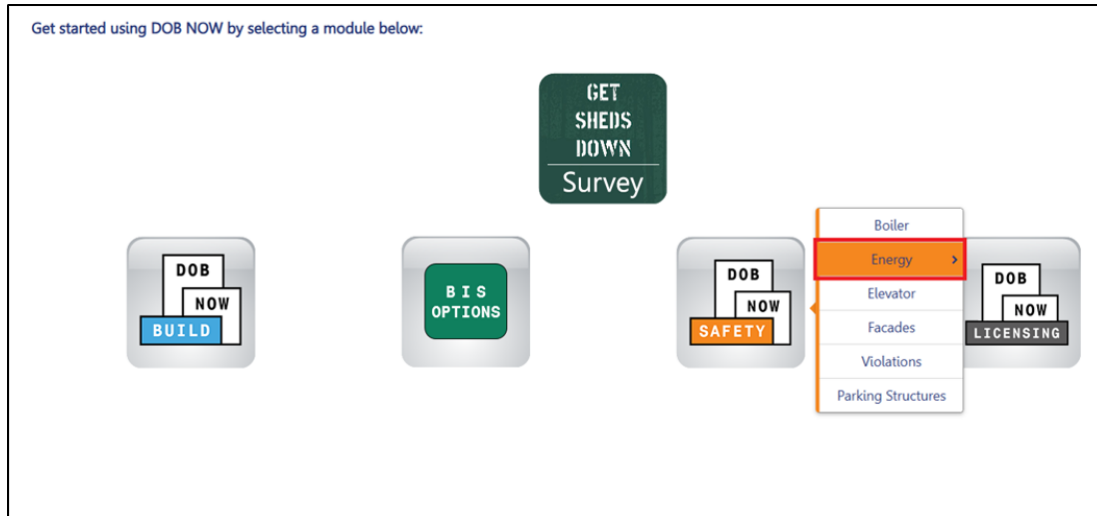 Get started using DOB NOW by selecting a module below:
GET
SHEDS
DOWN
Survey
DOB
NOW
BUILD
BIS
OPTIONS
DOB
NOW
SAFETY
Boiler
Energy
Elevator
Facades
Violations
Parking Structures
DOB
NOW
LICENSING